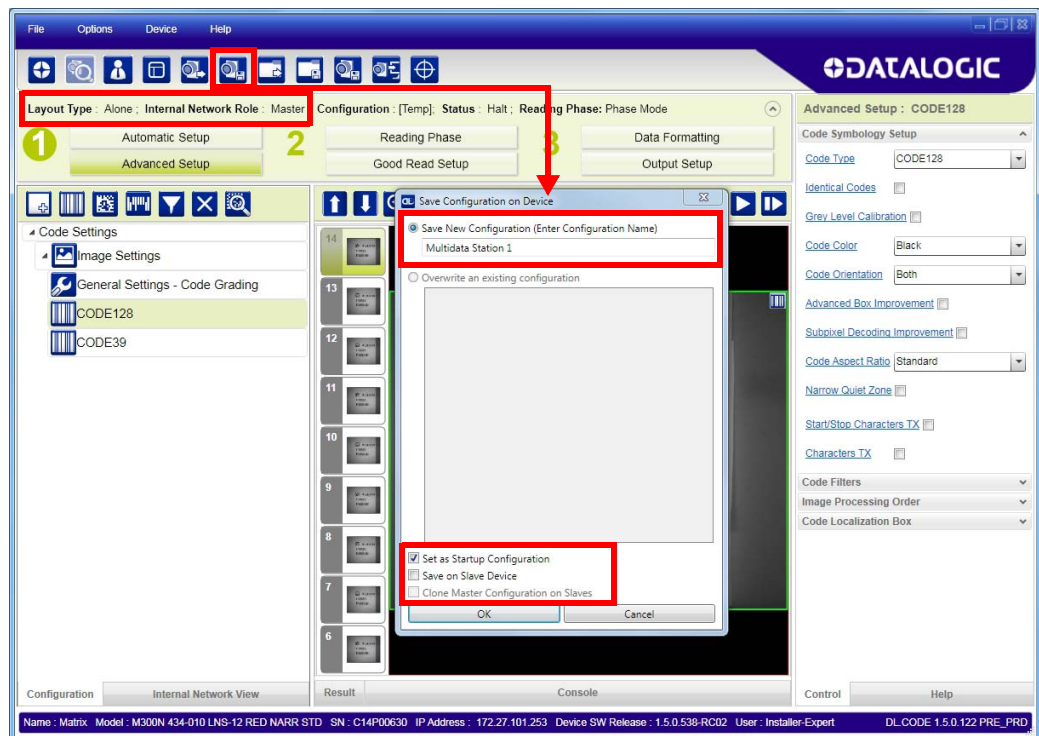 File Options Device Help
DATALOGIC
Layout Type : Alone ; Internal Network Role : Master Configuration : [Temp]; Status : Halt ; Reading Phase: Phase Mode
1 Automatic Setup
Advanced Setup
2 Reading Phase
Good Read Setup
3 Data Formatting
Output Setup
Code Settings
Image Settings
General Settings - Code Grading
CODE128
CODE39
Configuration Internal Network View
14
13
12
11
10
9
8
7
6
Save Configuration on Device
Save New Configuration (Enter Configuration Name)
Multidata Station 1
Overwrite an existing configuration
Set as Startup Configuration
Save on Slave Device
Clone Master Configuration on Slaves
OK Cancel
Result Console
Advanced Setup : CODE128
Code Symbology Setup
Code Type CODE128
Identical Codes
Grey Level Calibration
Code Color Black
Code Orientation Both
Advanced Box Improvement
Subpixel Decoding Improvement
Code Aspect Ratio Standard
Narrow Quiet Zone
Start/Stop Characters TX
Characters TX
Code Filters
Image Processing Order
Code Localization Box
Control Help
Name : Matrix Model : M300N 434-010 LNS-12 RED NARR STD SN : C14P00630 IP Address : 172.27.101.253 Device SW Release : 1.5.0.538-RC02 User : Installer-Expert DL.CODE 1.5.0.122 PRE_PRD